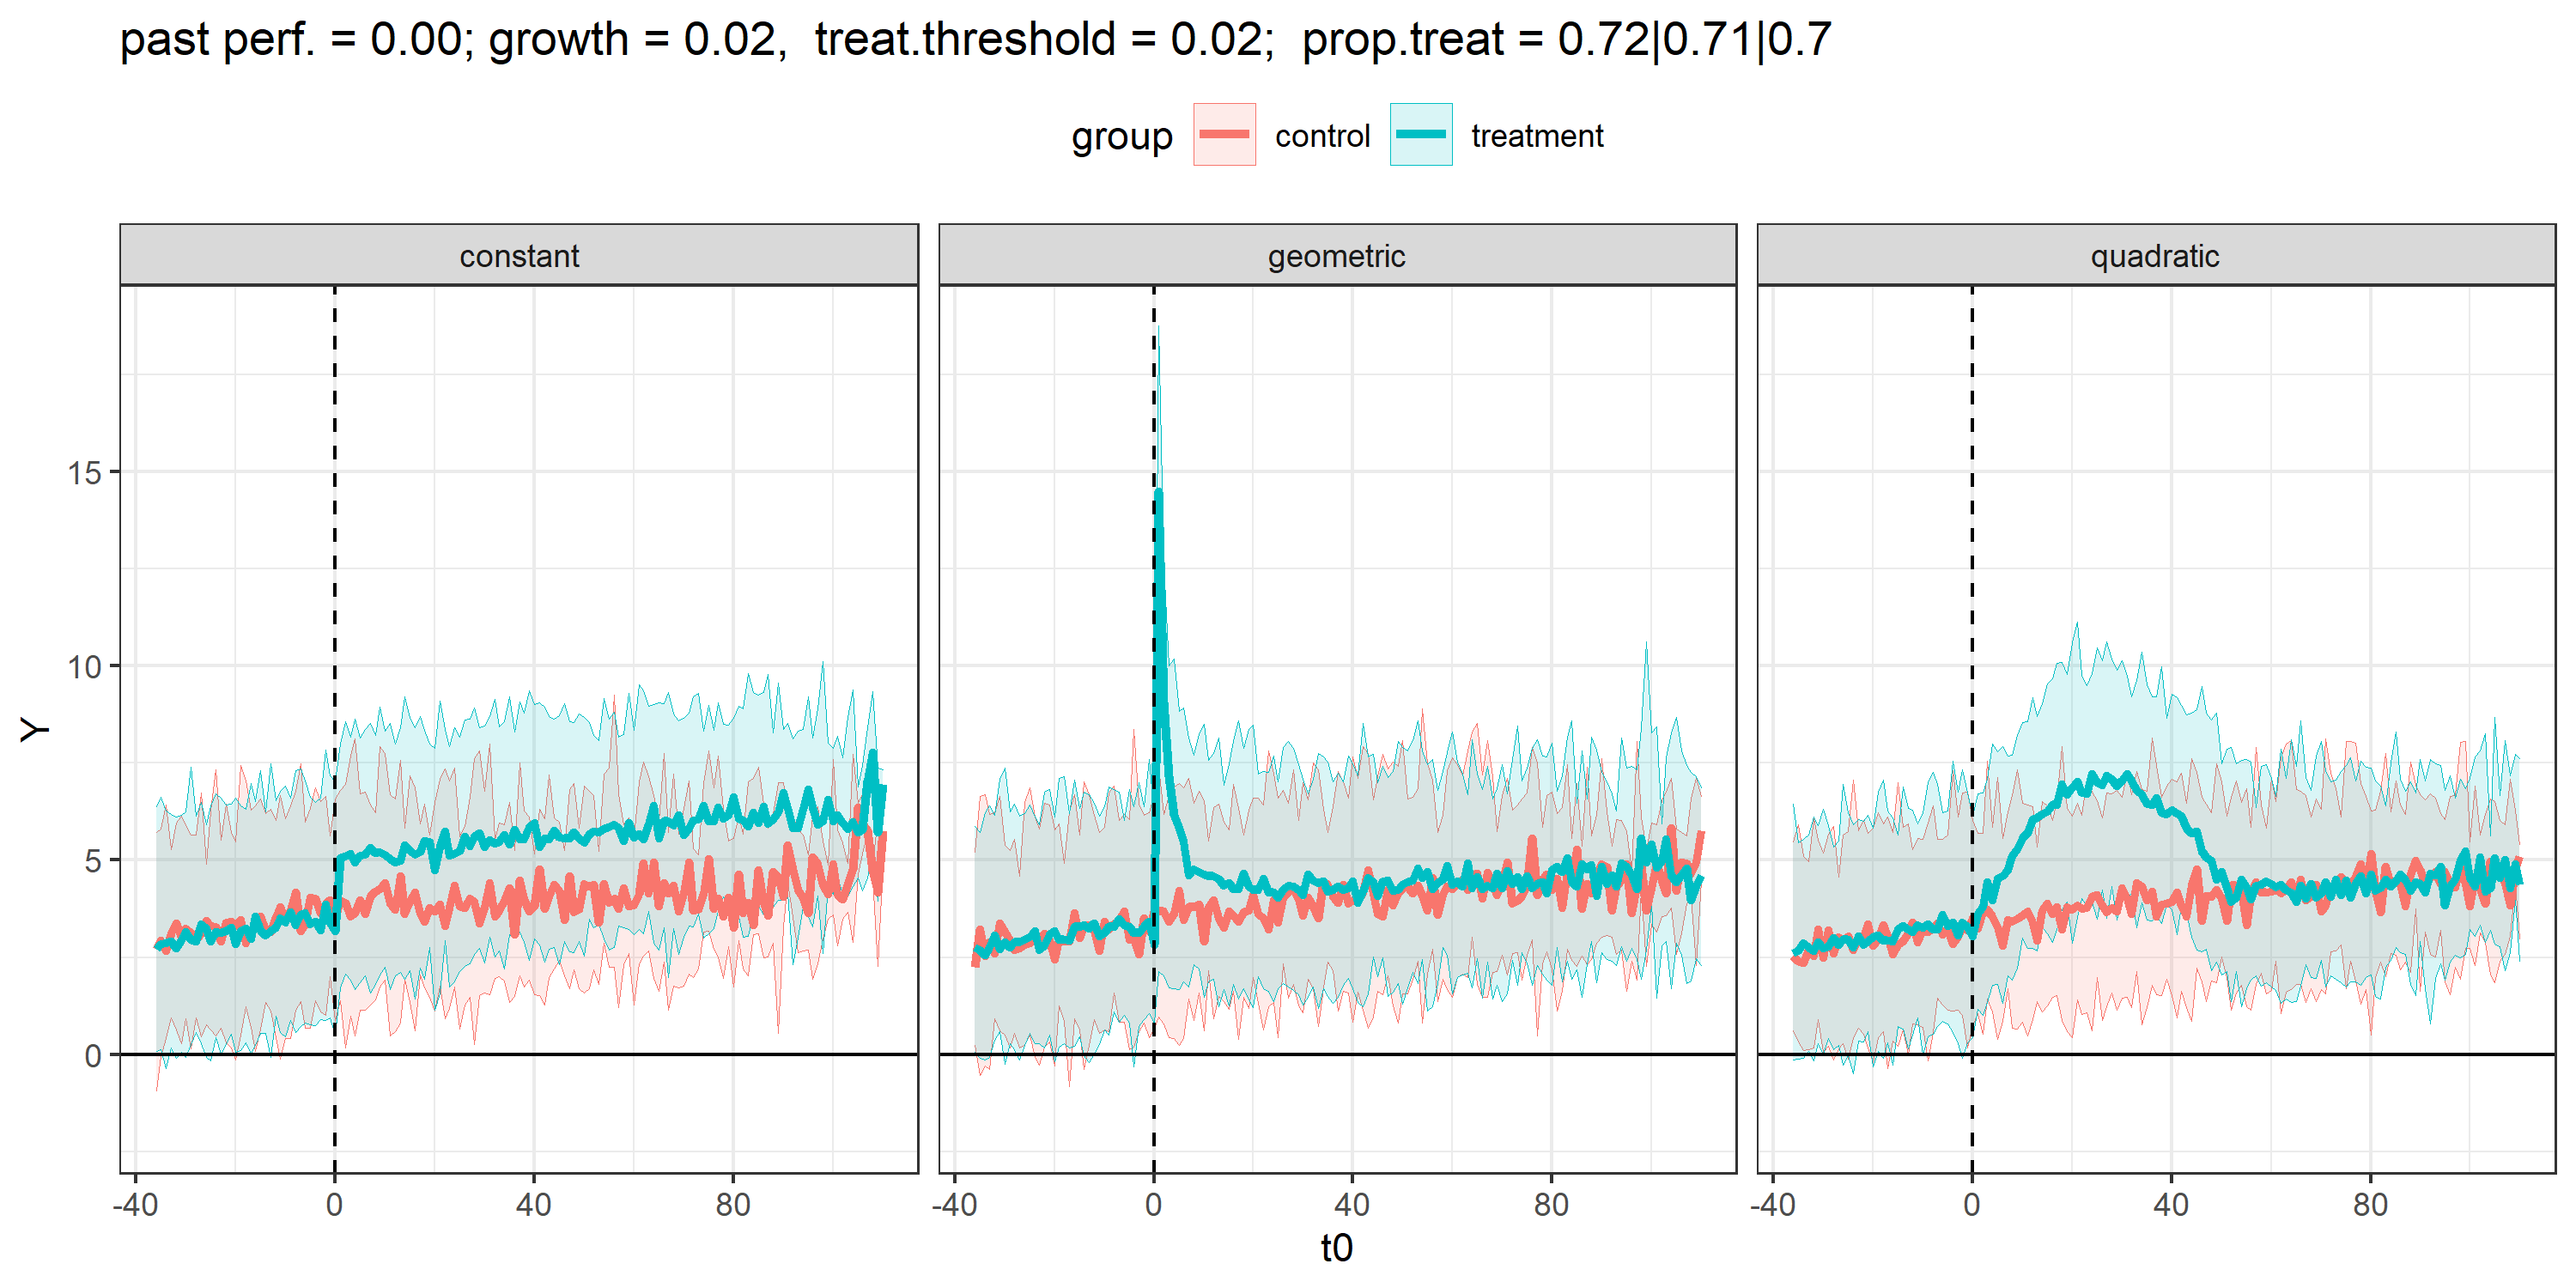 past perf. = 0.00; growth = 0.02,  treat.threshold = 0.02;  prop.treat = 0.72|0.71|0.7
group control treatment
constant geometric quadratic
15
10
5
0
Y
-40 0 40 80 -40 0 40 80 -40 0 40 80
t0